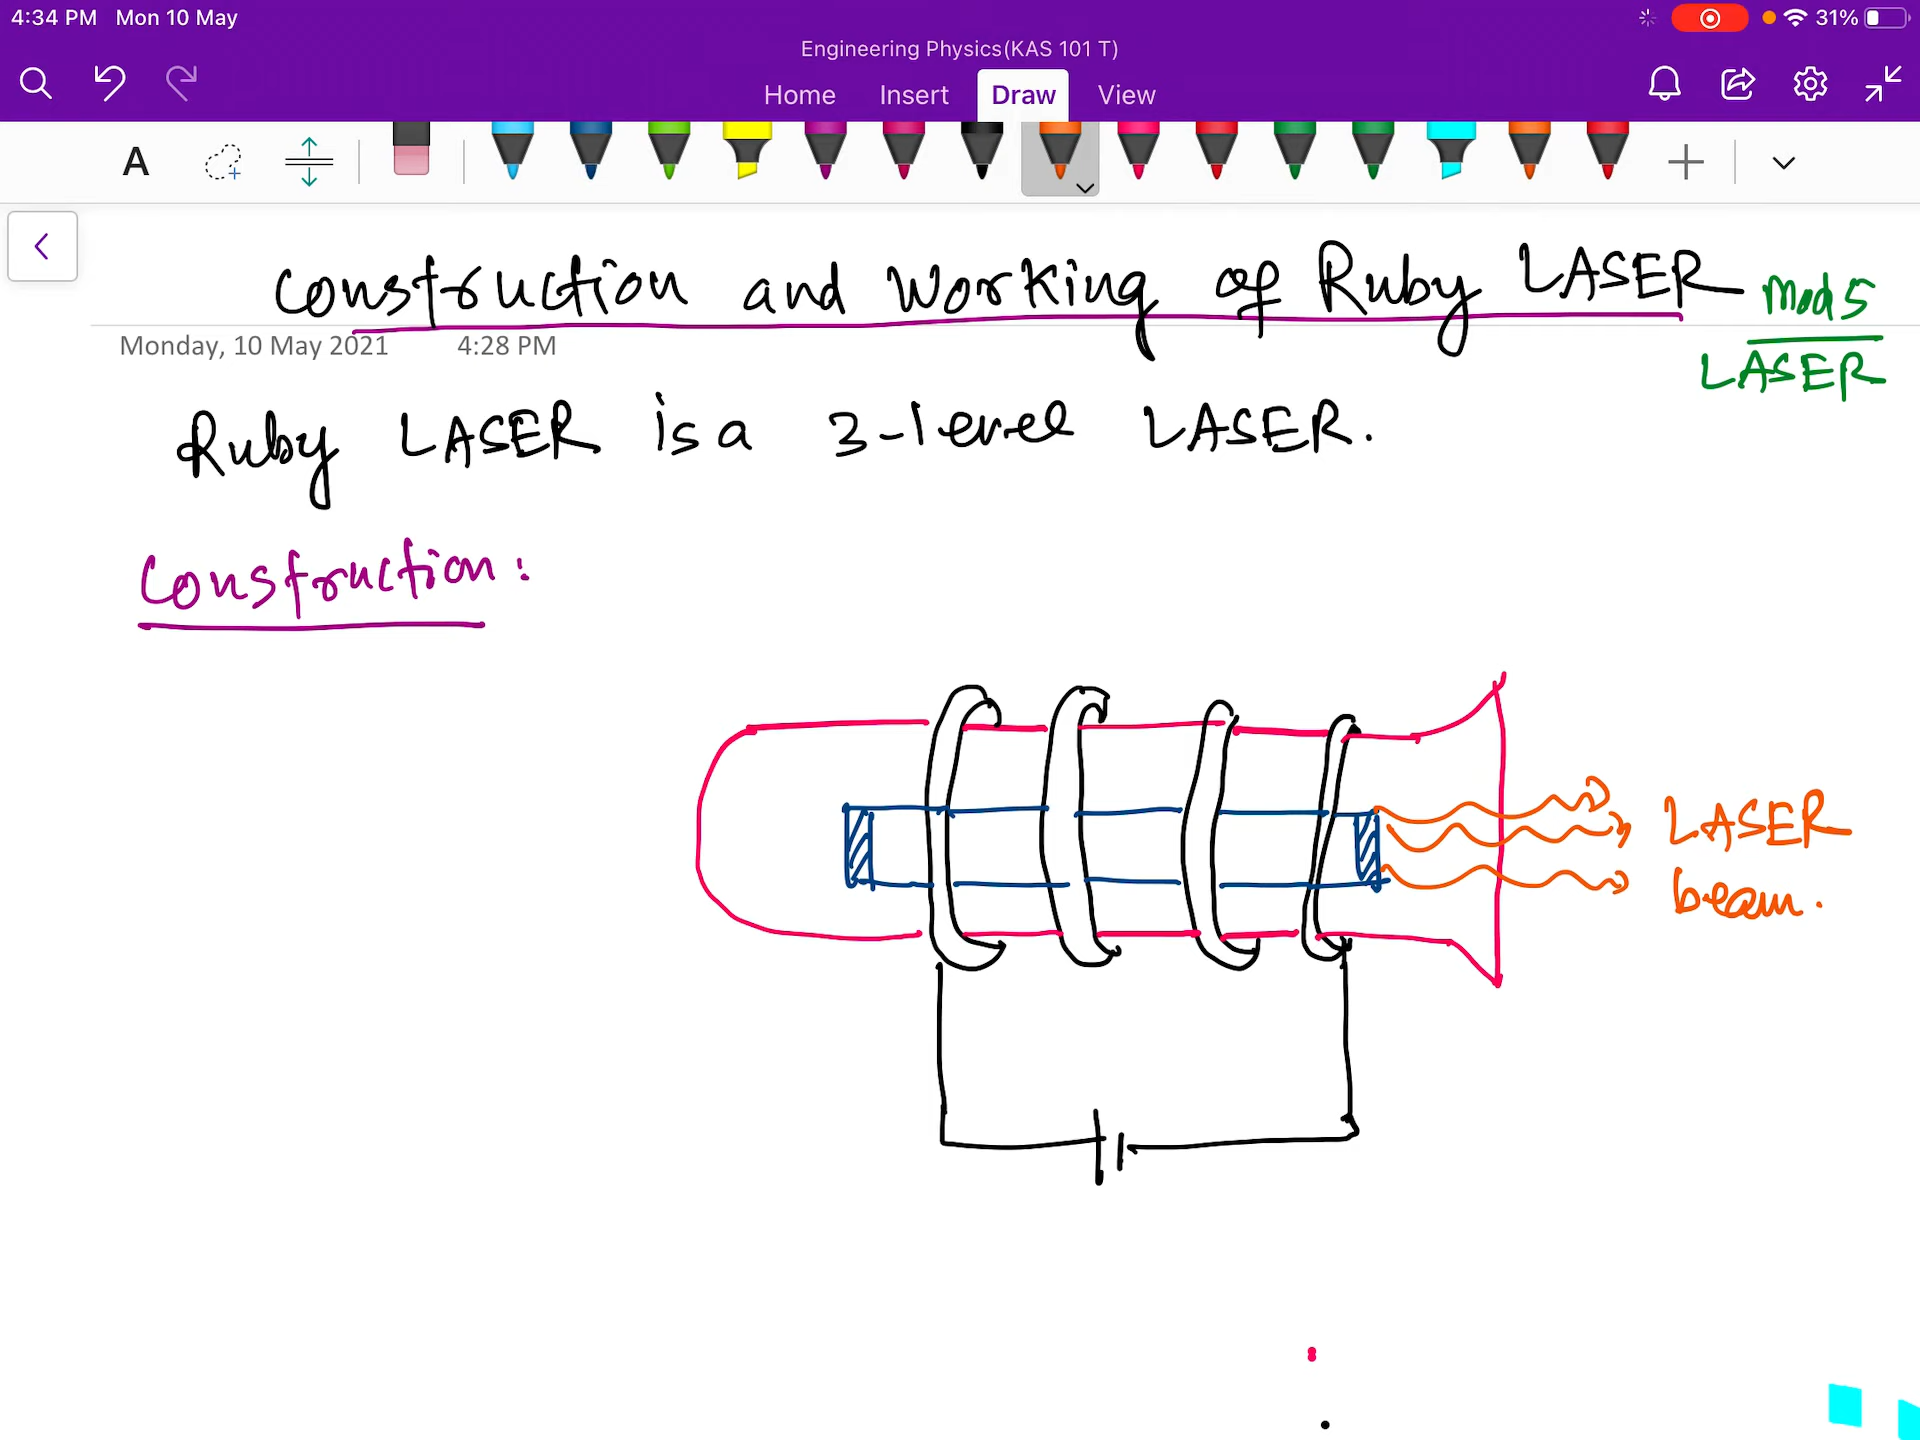 4:34 PM Mon 10 May 31%
Engineering Physics(KAS 101 T)
Home Insert Draw View
A
Construction and Working of Ruby LASER
Mod 5
LASER
Monday, 10 May 2021 4:28 PM
Ruby LASER is a 3-level LASER.
Construction:
LASER
beam.